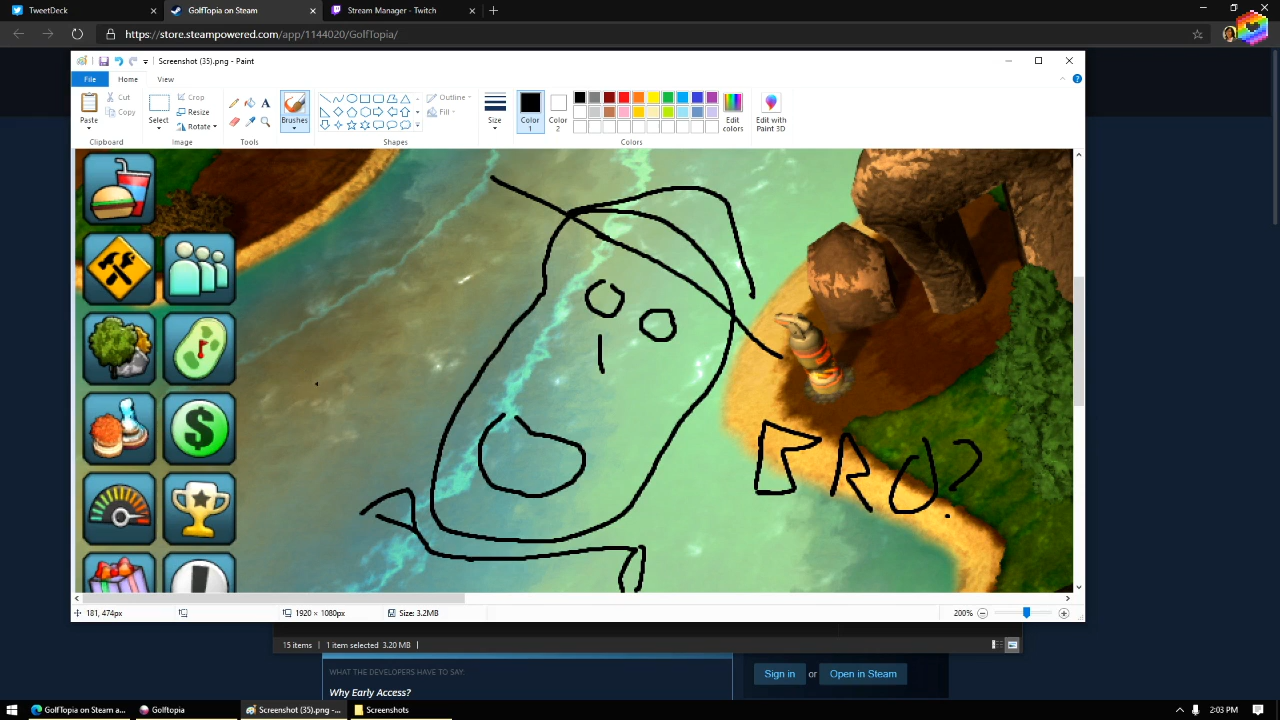 TweetDeck
GolfTopia on Steam
Stream Manager - Twitch
https://store.steampowered.com/app/1144020/GolfTopia/
Screenshot (35).png - Paint
File Home View
Paste
Cut
Copy
Clipboard
Select
Crop
Resize
Rotate
Image
A
Tools
Brushes
Shapes
Outline
Fill
Size
Color 1
Color 2
Edit colors
Edit with Paint 3D
Colors
BRO?
181, 474px
1920 × 1080px
Size: 3.2MB
200%
15 items
1 item selected 3.20 MB
WHAT THE DEVELOPERS HAVE TO SAY:
Why Early Access?
Sign in or Open in Steam
GolfTopia on Steam a...
Golftopia
Screenshot (35).png -...
Screenshots
2:03 PM